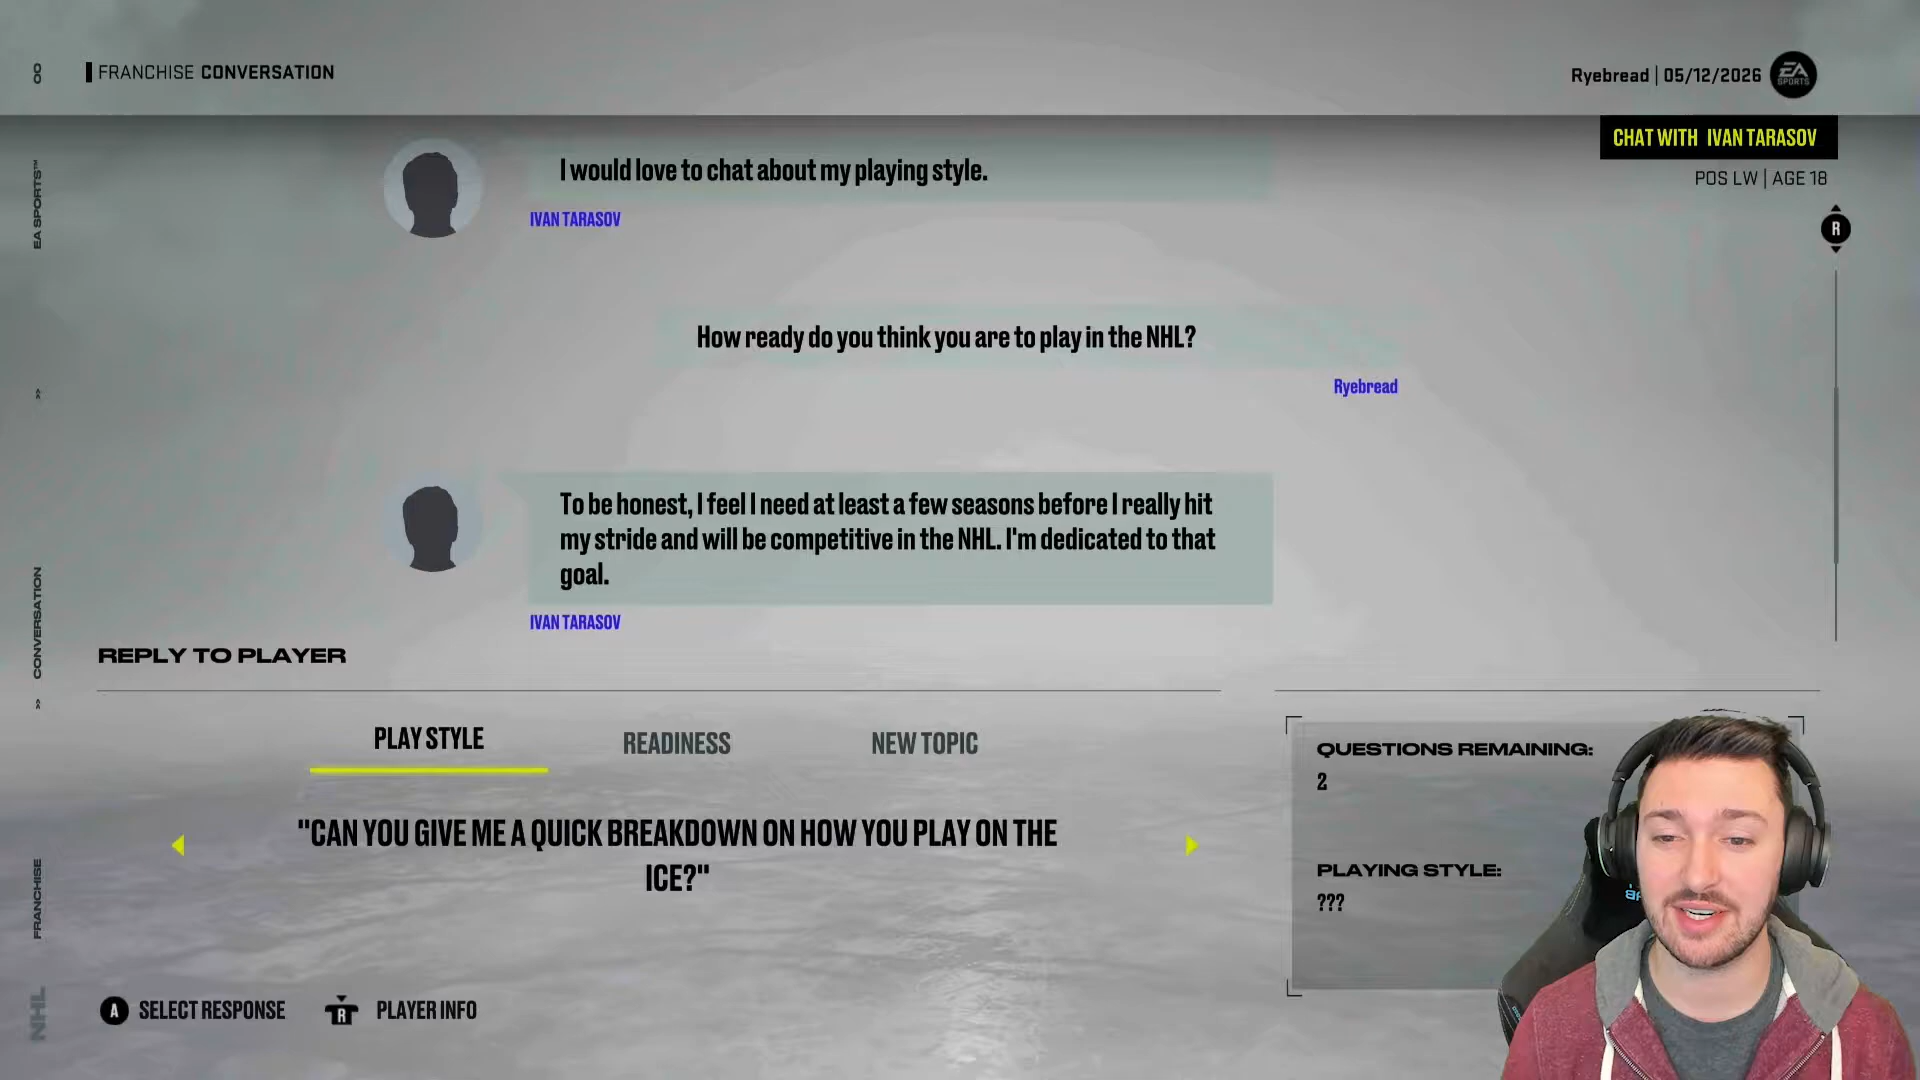 FRANCHISE CONVERSATION
Ryebread | 05/12/2026
EA SPORTS
CHAT WITH IVAN TARASOV
POS LW | AGE 18
R
EA SPORTS™
CONVERSATION
FRANCHISE
NHL
I would love to chat about my playing style.
IVAN TARASOV
How ready do you think you are to play in the NHL?
Ryebread
To be honest, I feel I need at least a few seasons before I really hit
my stride and will be competitive in the NHL. I'm dedicated to that
goal.
IVAN TARASOV
REPLY TO PLAYER
PLAY STYLE
READINESS
NEW TOPIC
"CAN YOU GIVE ME A QUICK BREAKDOWN ON HOW YOU PLAY ON THE
ICE?"
QUESTIONS REMAINING:
2
PLAYING STYLE:
???
A SELECT RESPONSE
R PLAYER INFO